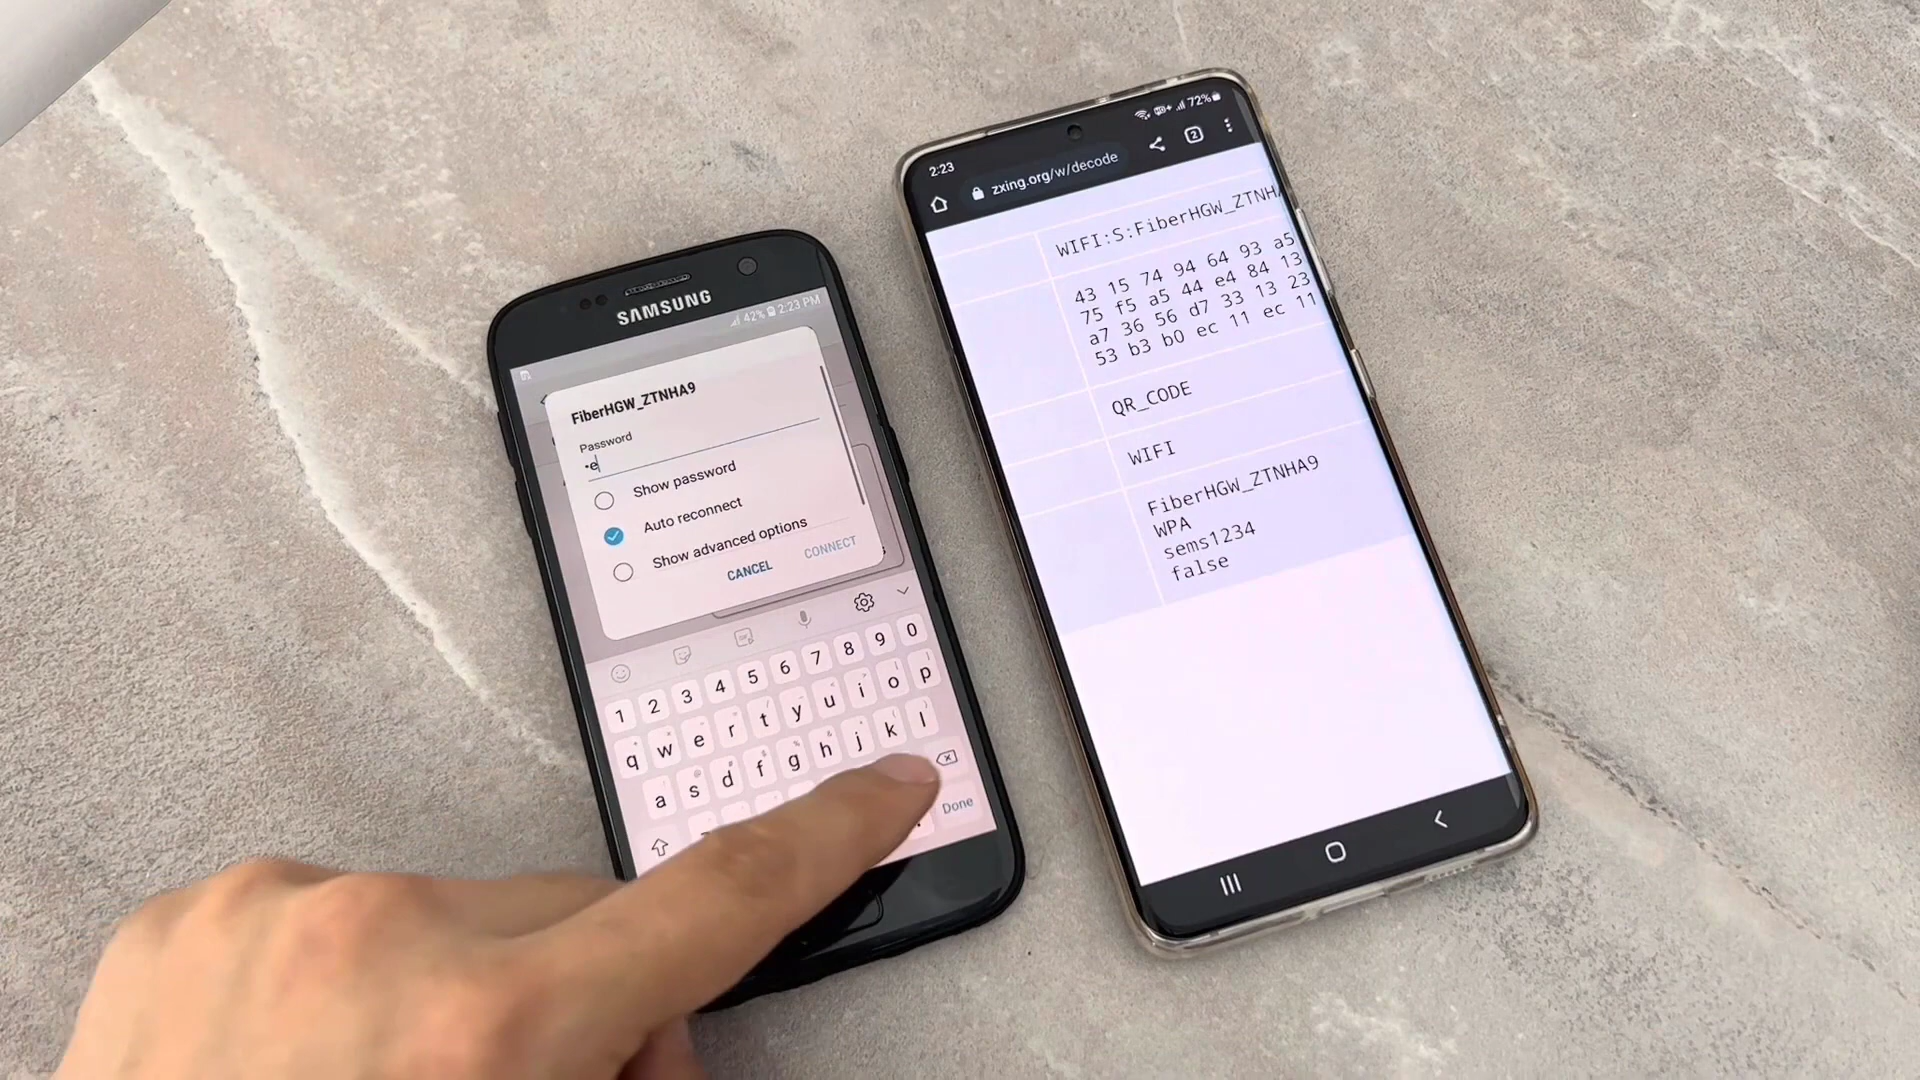 SAMSUNG
42% 2:23 PM
FiberHGW_ZTNHA9
Password
•e
Show password
Auto reconnect
Show advanced options
CANCEL CONNECT
1 2 3 4 5 6 7 8 9 0
q w e r t y u i o p
a s d f g h j k l
Done
2:23 72%
zxing.org/w/decode 2
WIFI:S:FiberHGW_ZTNHA
43 15 74 94 64 93 a5
75 f5 a5 44 e4 84 13
a7 36 56 d7 33 13 23
53 b3 b0 ec 11 ec 11
QR_CODE
WIFI
FiberHGW_ZTNHA9
WPA
sems1234
false